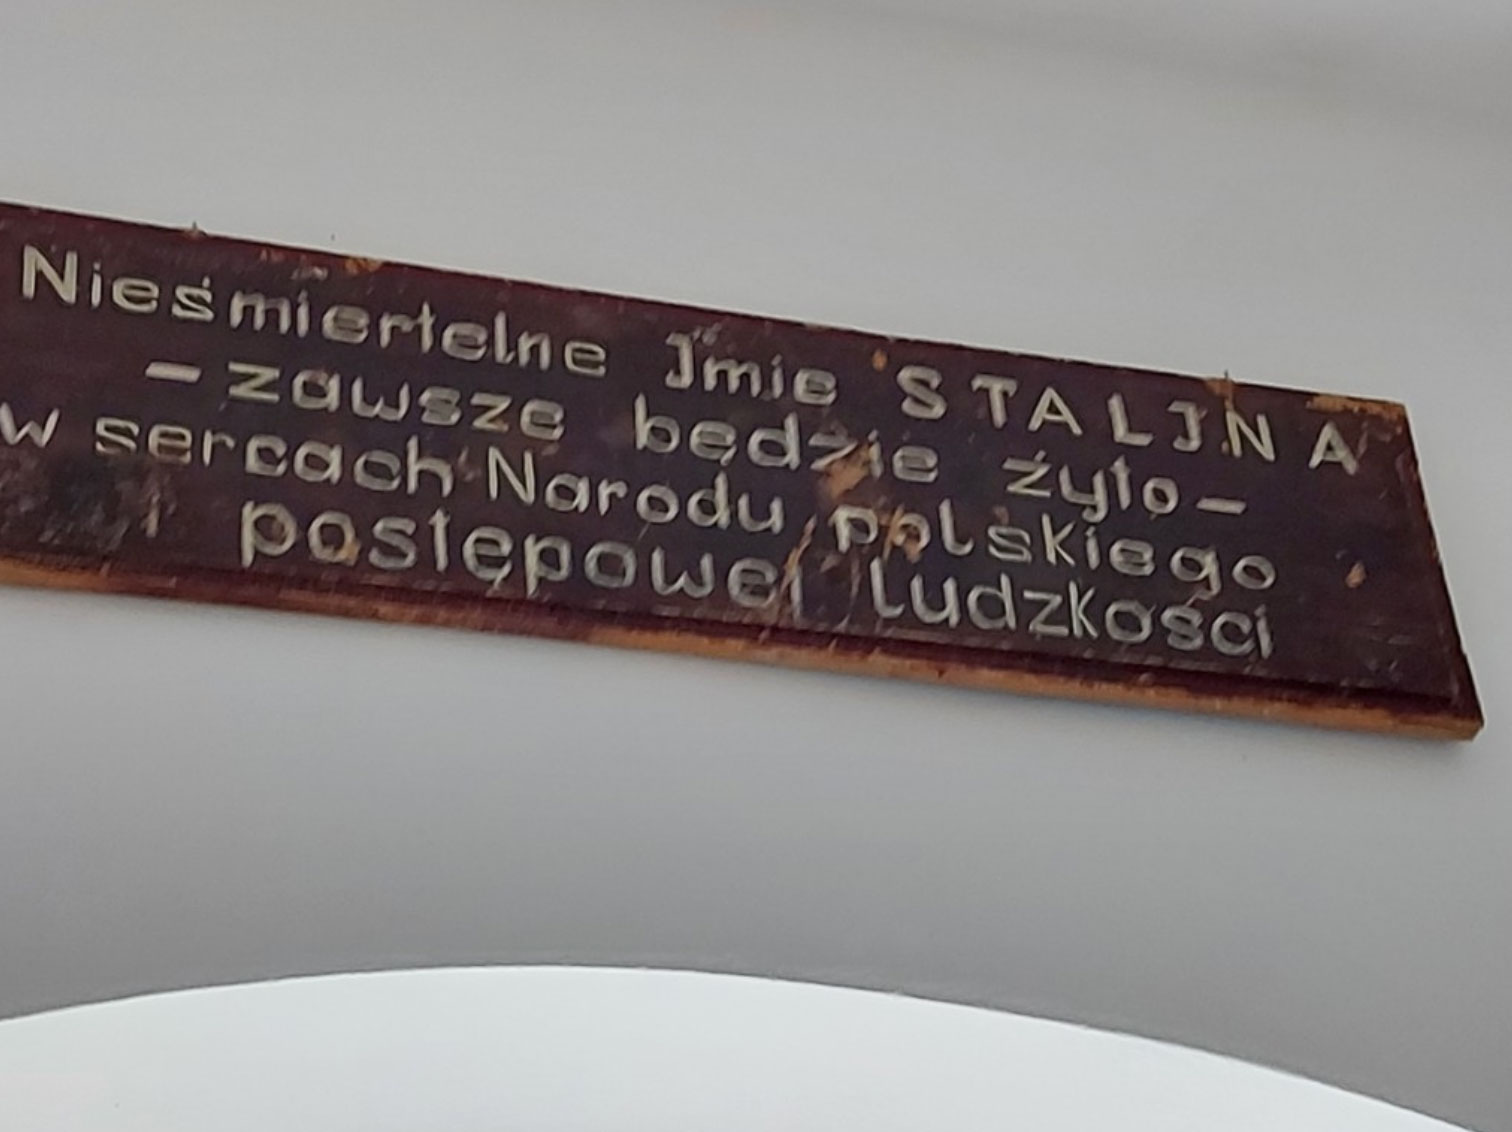 Nieśmiertelne Jmie STALJNA
– zawsze będzie żyło –
w sercach Narodu polskiego
i postępowej ludzkości